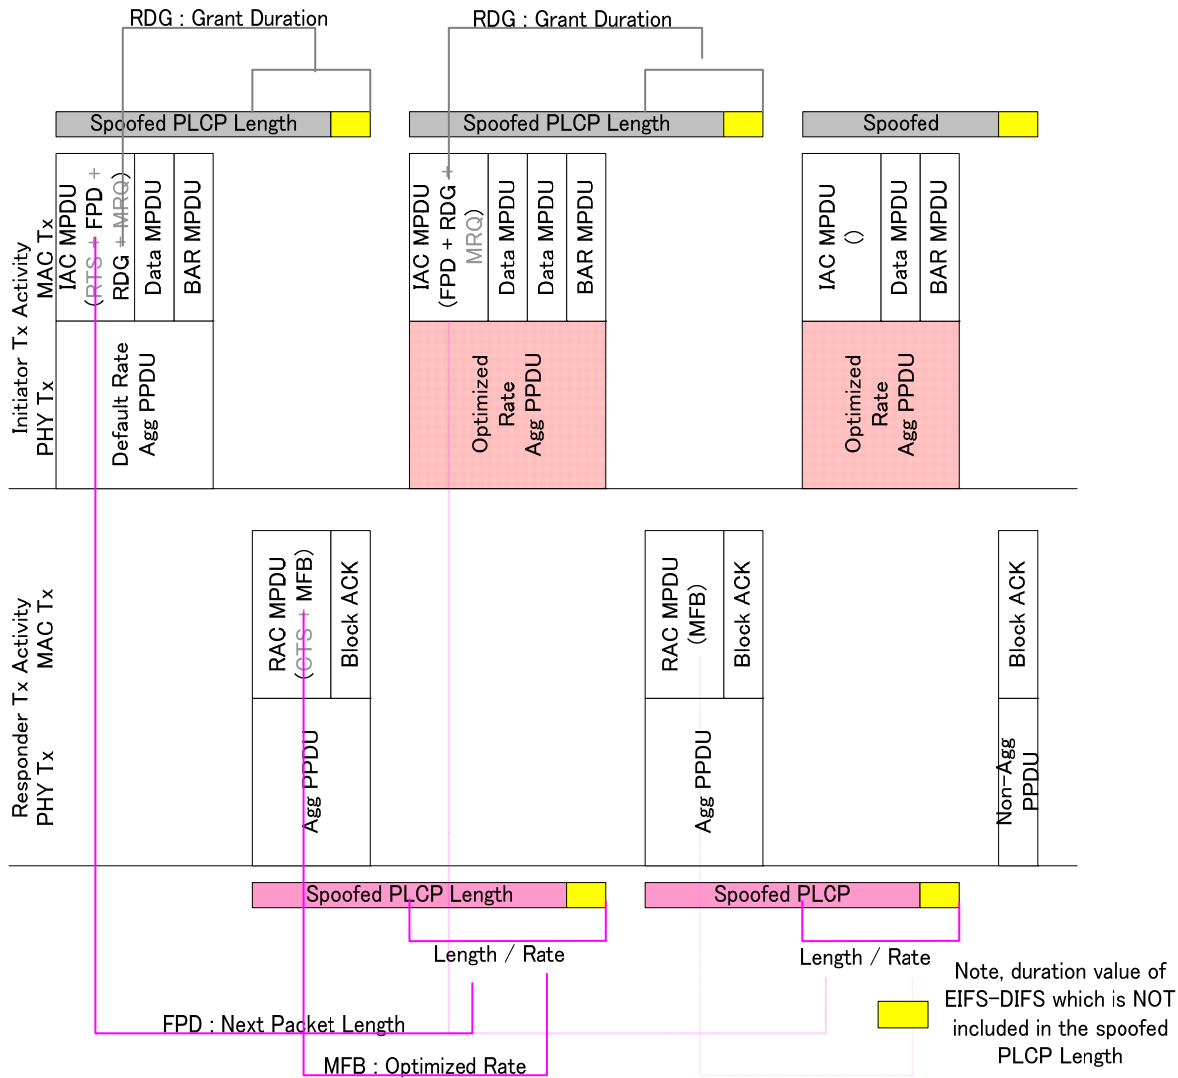 RDG : Grant Duration
RDG : Grant Duration
Spoofed PLCP Length
Spoofed PLCP Length
Spoofed
Initiator Tx Activity
MAC Tx
PHY Tx
IAC MPDU
(RTS + FPD +
RDG + MRQ)
Data MPDU
BAR MPDU
IAC MPDU
(FPD + RDG +
MRQ)
Data MPDU
Data MPDU
BAR MPDU
IAC MPDU
()
Data MPDU
BAR MPDU
Default Rate
Agg PPDU
Optimized
Rate
Agg PPDU
Optimized
Rate
Agg PPDU
Responder Tx Activity
MAC Tx
PHY Tx
RAC MPDU
(CTS + MFB)
Block ACK
RAC MPDU
(MFB)
Block ACK
Block ACK
Agg PPDU
Agg PPDU
Non-Agg
PPDU
Spoofed PLCP Length
Spoofed PLCP
Length / Rate
Length / Rate
FPD : Next Packet Length
MFB : Optimized Rate
Note, duration value of
EIFS-DIFS which is NOT
included in the spoofed
PLCP Length